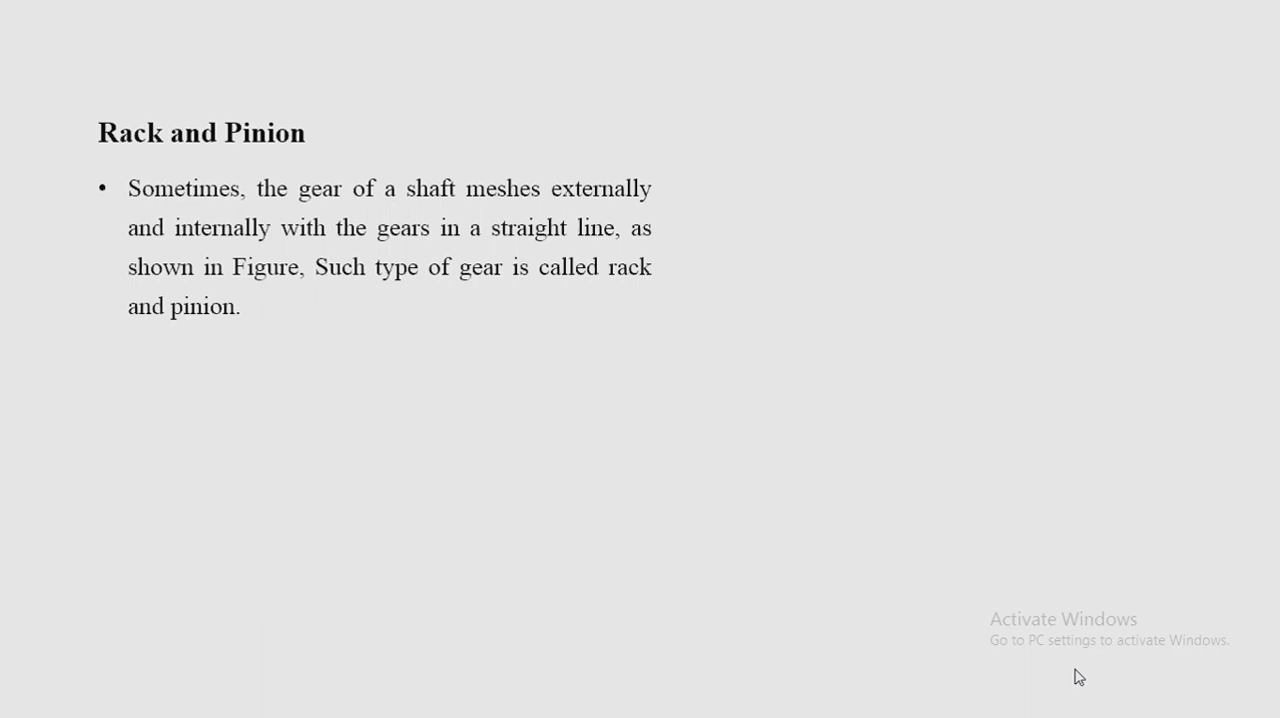 Rack and Pinion
• Sometimes, the gear of a shaft meshes externally
and internally with the gears in a straight line, as
shown in Figure, Such type of gear is called rack
and pinion.
Activate Windows
Go to PC settings to activate Windows.